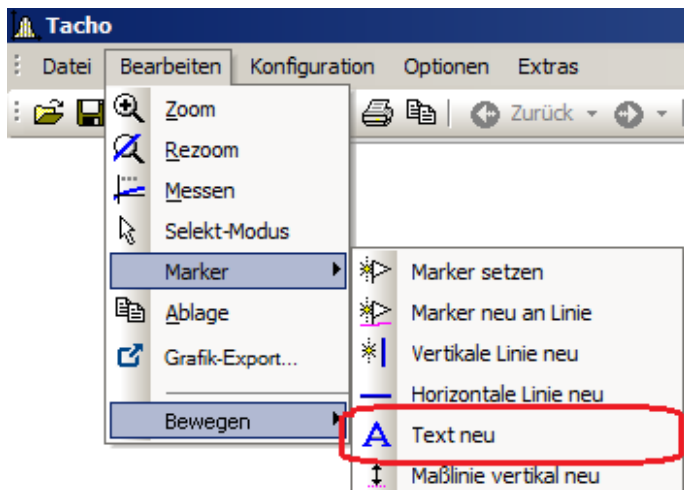 Tacho
Datei Bearbeiten Konfiguration Optionen Extras
Zurück
Zoom
Rezoom
Messen
Selekt-Modus
Marker
Ablage
Grafik-Export...
Bewegen
Marker setzen
Marker neu an Linie
Vertikale Linie neu
Horizontale Linie neu
Text neu
Maßlinie vertikal neu